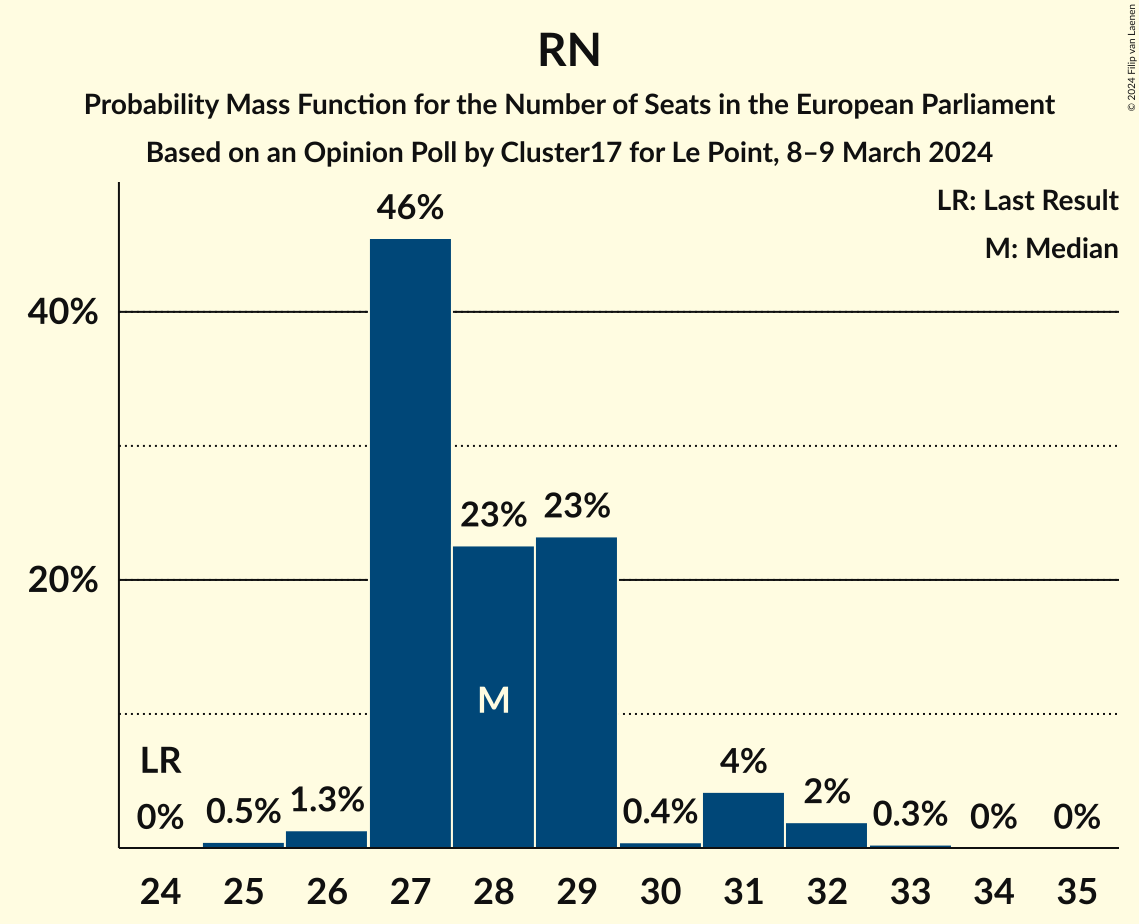 RN
Probability Mass Function for the Number of Seats in the European Parliament
Based on an Opinion Poll by Cluster17 for Le Point, 8–9 March 2024
© 2024 Filip van Laenen
LR: Last Result
M: Median
46%
40%
23% 23%
20%
M
LR
0% 0.5% 1.3% 0.4% 4% 2% 0.3% 0% 0%
24 25 26 27 28 29 30 31 32 33 34 35